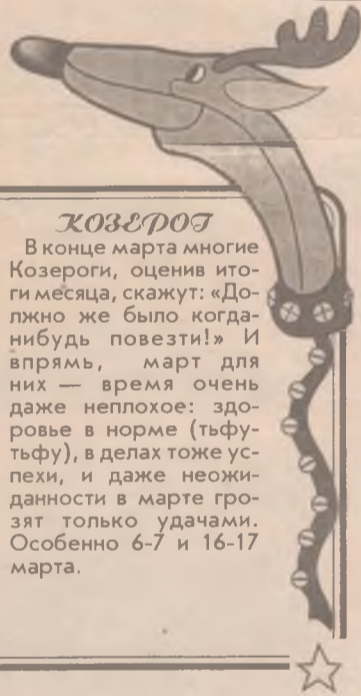 КОЗЕРОГ
В конце марта многие
Козероги, оценив ито-
ги месяца, скажут: «До-
лжно же было когда-
нибудь повезти!» И
впрямь, март для
них — время очень
даже неплохое: здо-
ровье в норме (тьфу-
тьфу), в делах тоже ус-
пехи, и даже неожи-
данности в марте гро-
зят только удачами.
Особенно 6-7 и 16-17
марта.